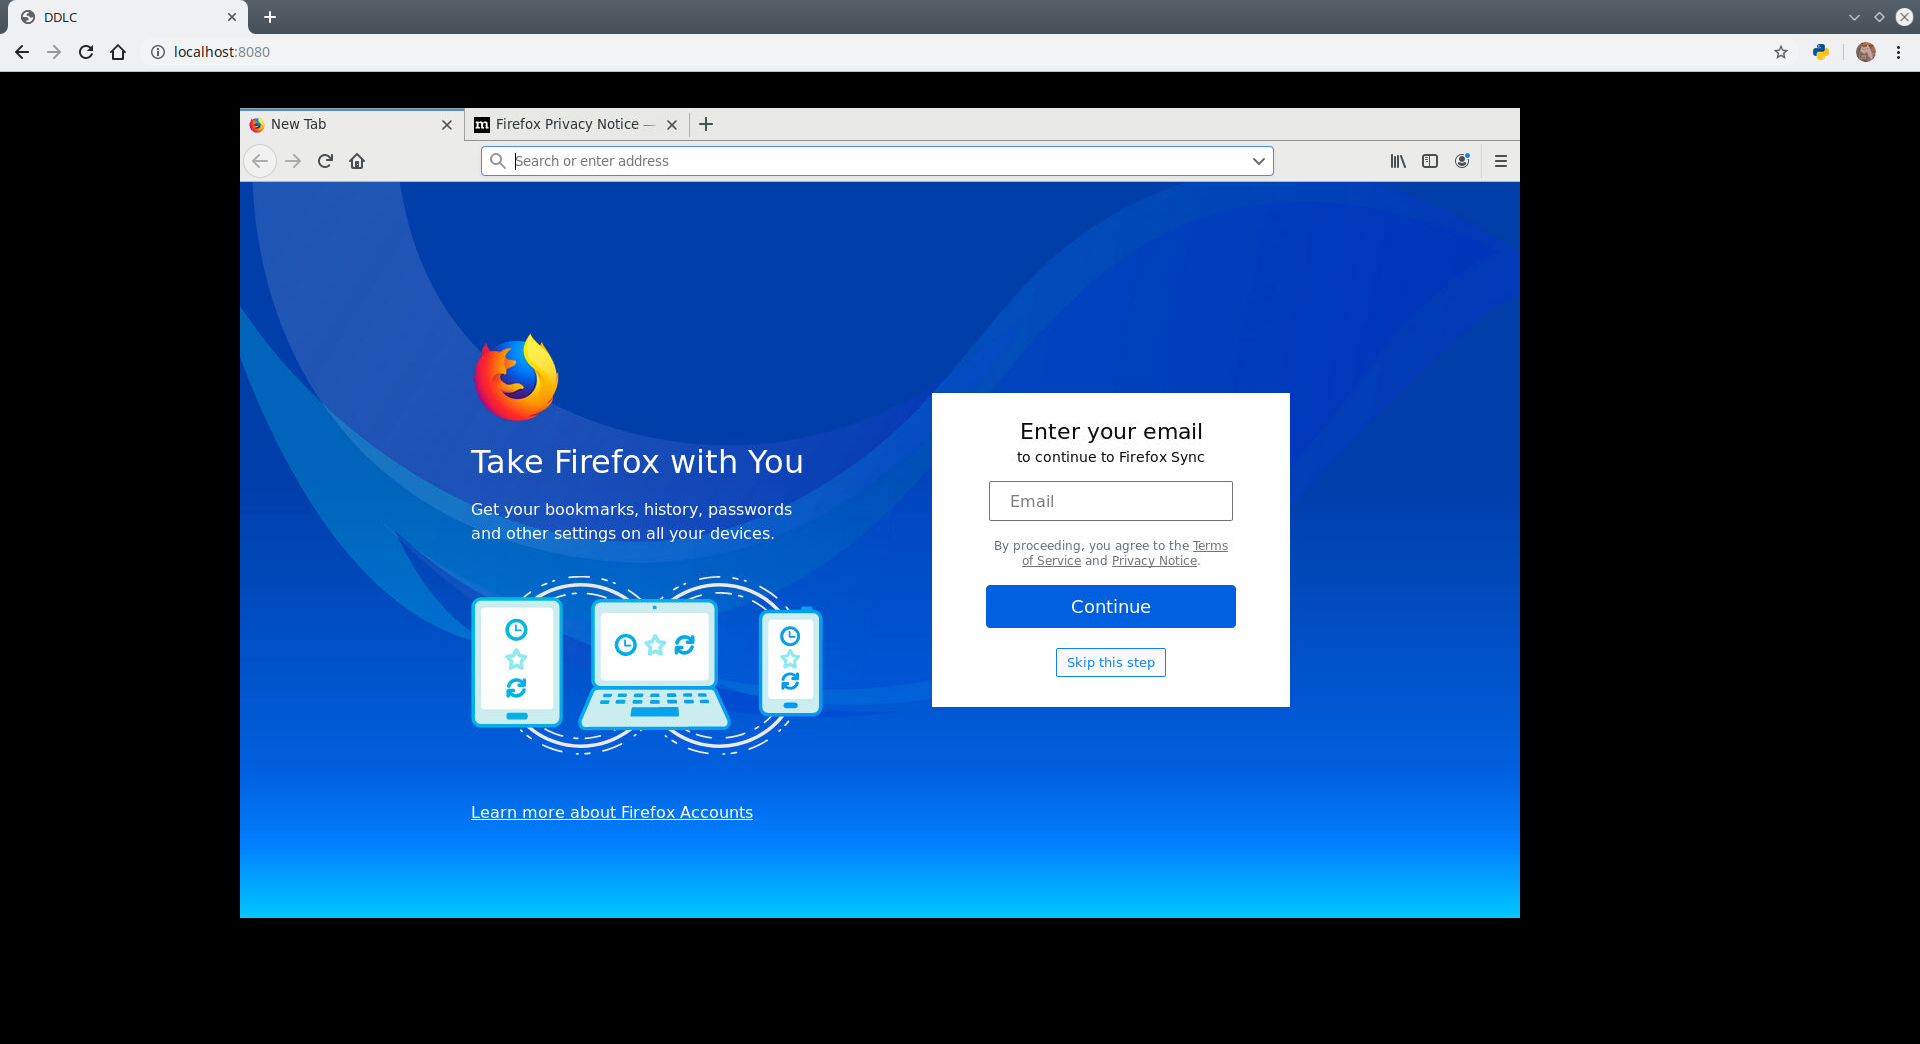 DDLC
localhost:8080
New Tab
m Firefox Privacy Notice —
Search or enter address
Take Firefox with You
Get your bookmarks, history, passwords
and other settings on all your devices.
Learn more about Firefox Accounts
Enter your email
to continue to Firefox Sync
Email
By proceeding, you agree to the Terms
of Service and Privacy Notice.
Continue
Skip this step